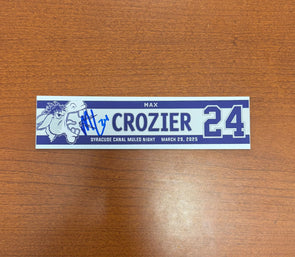 MAX
CROZIER 24
SYRACUSE CANAL MULES NIGHT MARCH 29, 2025